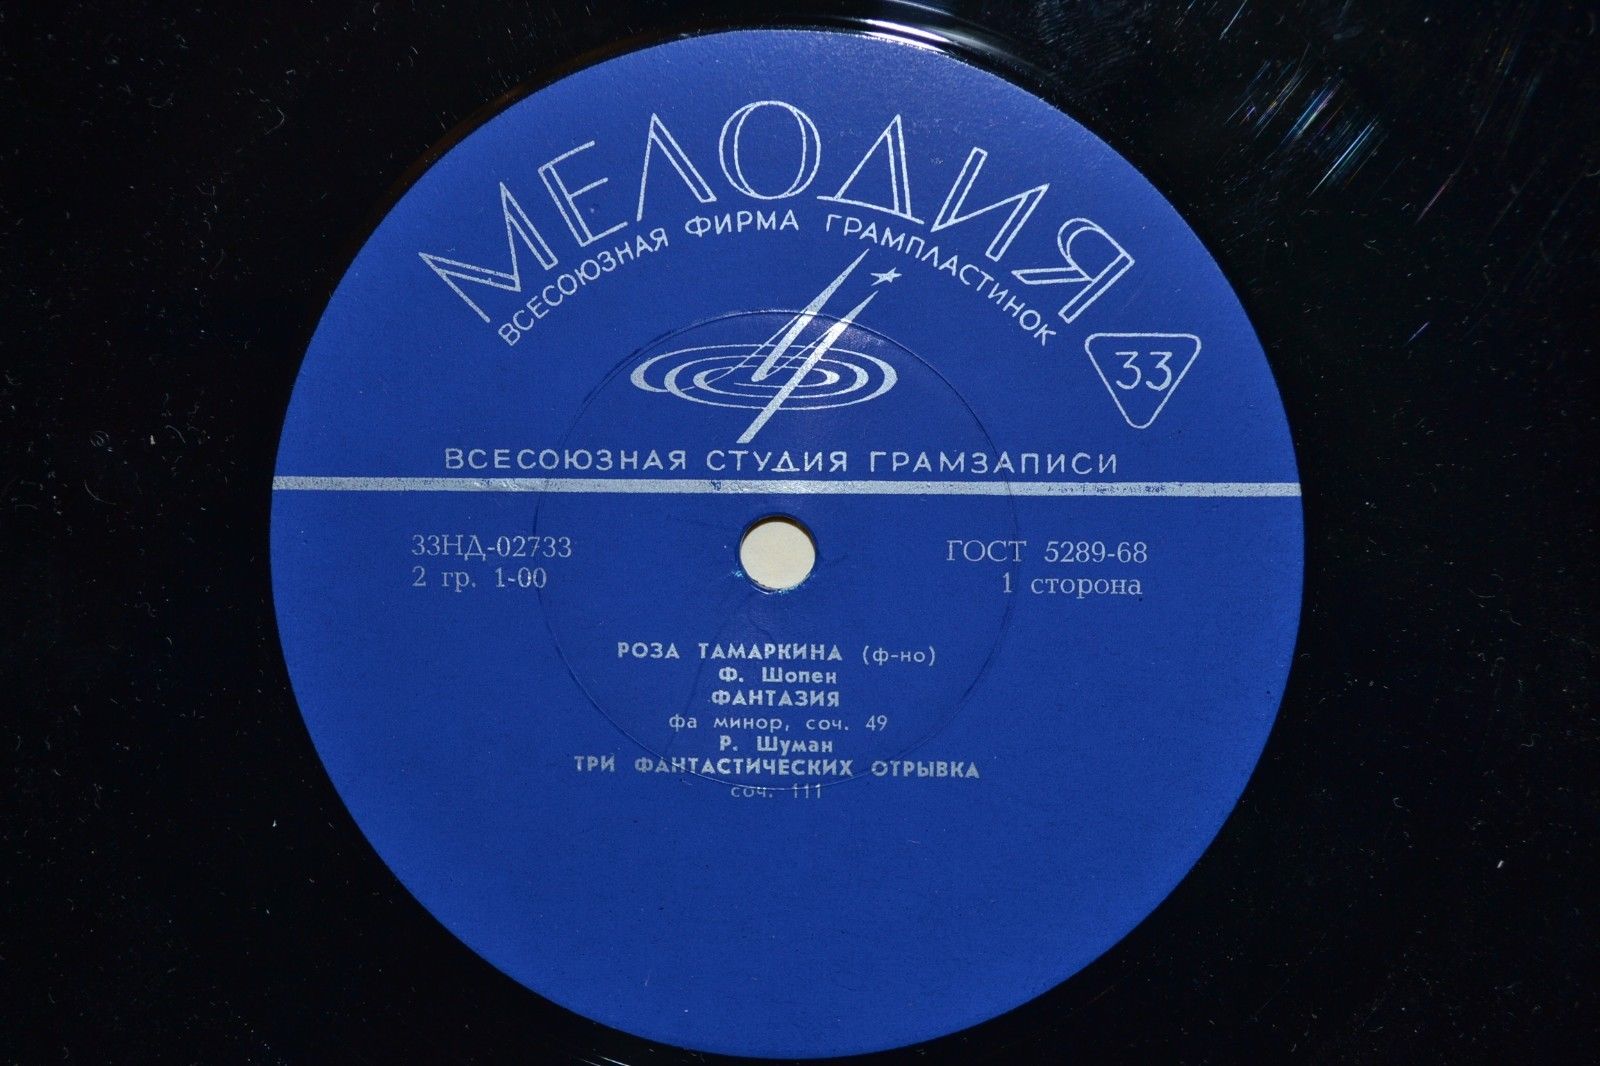 МЕЛОДИЯ
ВСЕСОЮЗНАЯ ФИРМА ГРАМПЛАСТИНОК
33
ВСЕСОЮЗНАЯ СТУДИЯ ГРАМЗАПИСИ
33НД-02733
ГОСТ 5289-68
2 гр. 1-00
1 сторона
РОЗА ТАМАРКИНА (ф-но)
Ф. Шопен
ФАНТАЗИЯ
фа минор, соч. 49
Р. Шуман
ТРИ ФАНТАСТИЧЕСКИХ ОТРЫВКА
соч. 111